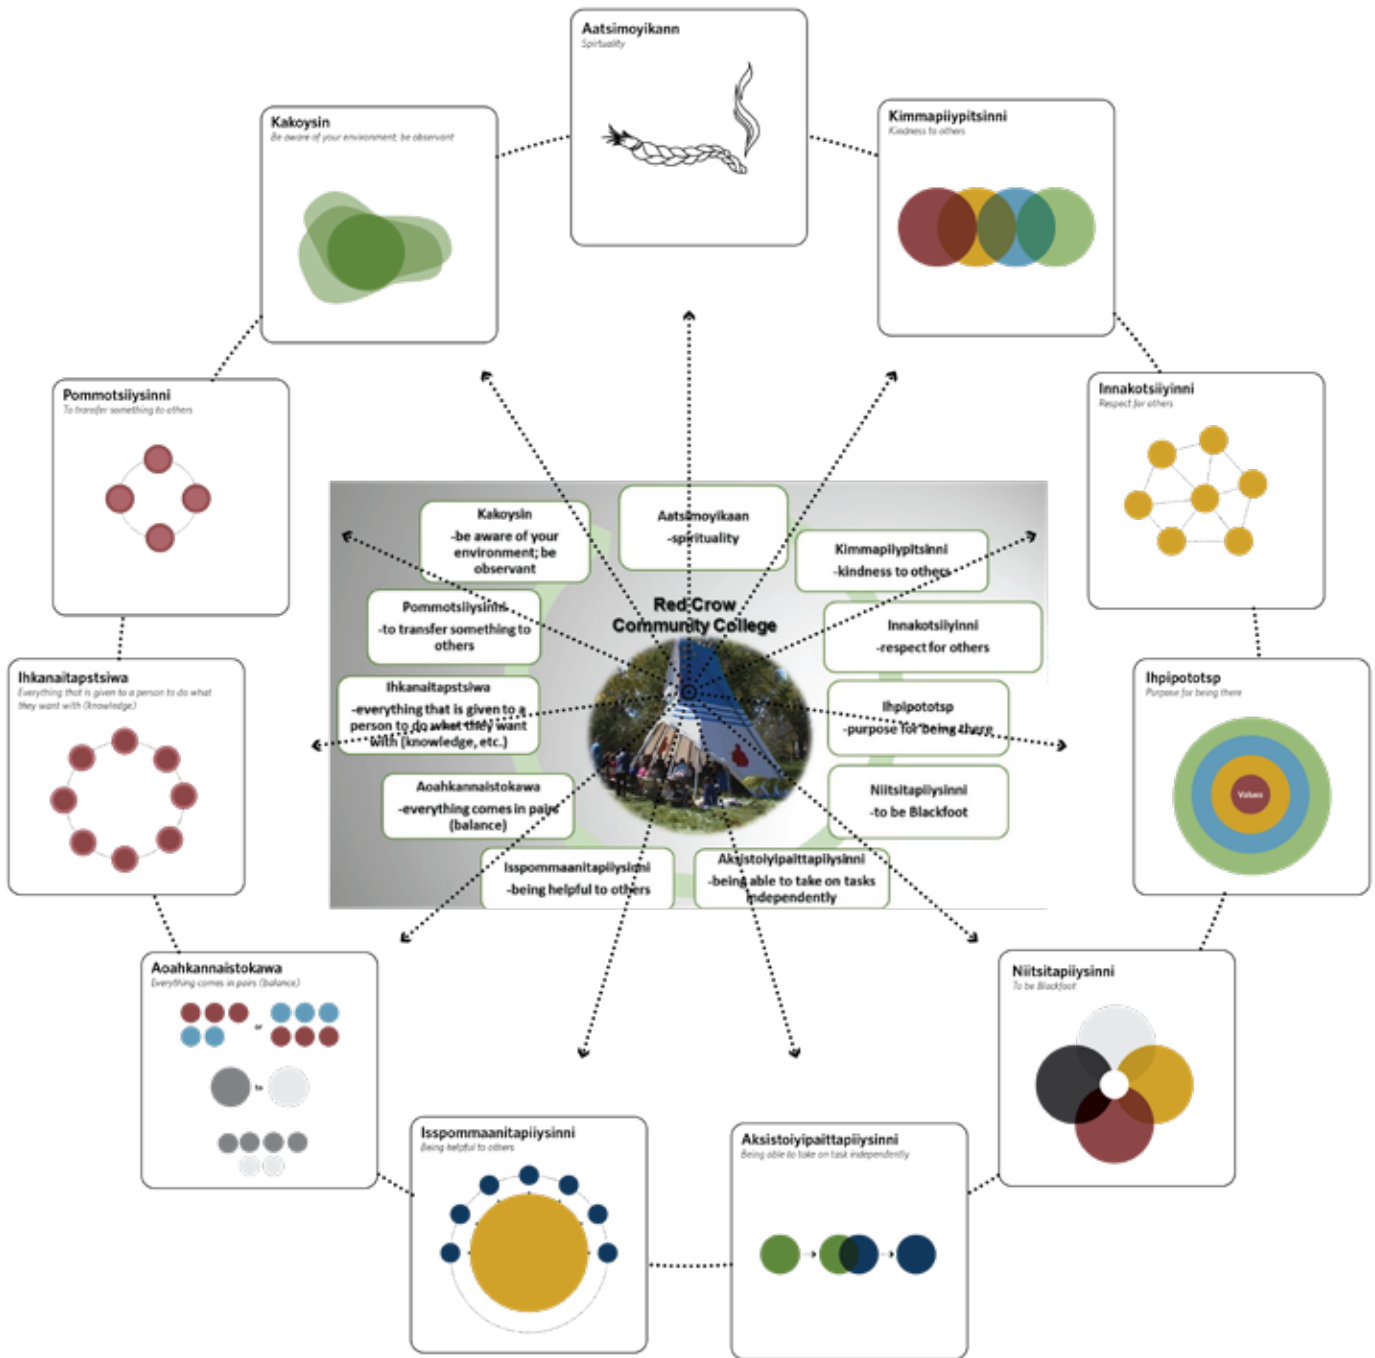 Aatsimoyikann
Spirtuality
Kimmapiiypitsinni
Kindness to others
Innakotsiiyinni
Respect for others
Ihpipototsp
Purpose for being there
Values
Niitsitapiiysinni
To be Blackfoot
Aksistoiyipaittapiiysinni
Being able to take on task independently
Isspommaanitapiiysinni
Being helpful to others
Aoahkannaistokawa
Everything comes in pairs (balance)
or
to
Ihkanaitapstsiwa
Everything that is given to a person to do what
they want with (knowledge)
Pommotsiiysinni
To transfer something to others
Kakoysin
Be aware of your environment; be observant
Red Crow
Community College
Aatsimoyikaan
-spirituality
Kimmapiiypitsinni
-kindness to others
Innakotsiiyinni
-respect for others
Ihpipototsp
-purpose for being there
Niitsitapiiysinni
-to be Blackfoot
Aksistoiyipaittapiiysinni
-being able to take on tasks
independently
Isspommaanitapiiysinni
-being helpful to others
Aoahkannaistokawa
-everything comes in pairs
(balance)
Ihkanaitapstsiwa
-everything that is given to a
person to do what they want
with (knowledge, etc.)
Pommotsiiysinni
-to transfer something to
others
Kakoysin
-be aware of your
environment; be
observant